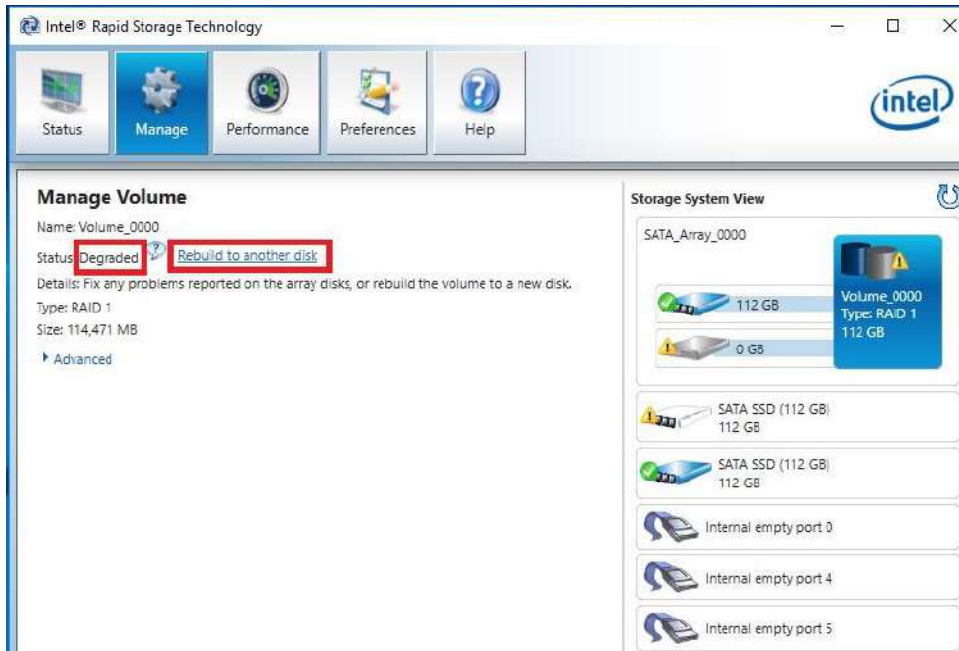 Intel® Rapid Storage Technology
Status
Manage
Performance
Preferences
Help
intel
Manage Volume
Name: Volume_0000
Status: Degraded Rebuild to another disk
Details: Fix any problems reported on the array disks, or rebuild the volume to a new disk.
Type: RAID 1
Size: 114,471 MB
Advanced
Storage System View
SATA_Array_0000
112 GB
0 GB
Volume_0000
Type: RAID 1
112 GB
SATA SSD (112 GB)
112 GB
SATA SSD (112 GB)
112 GB
Internal empty port 0
Internal empty port 4
Internal empty port 5